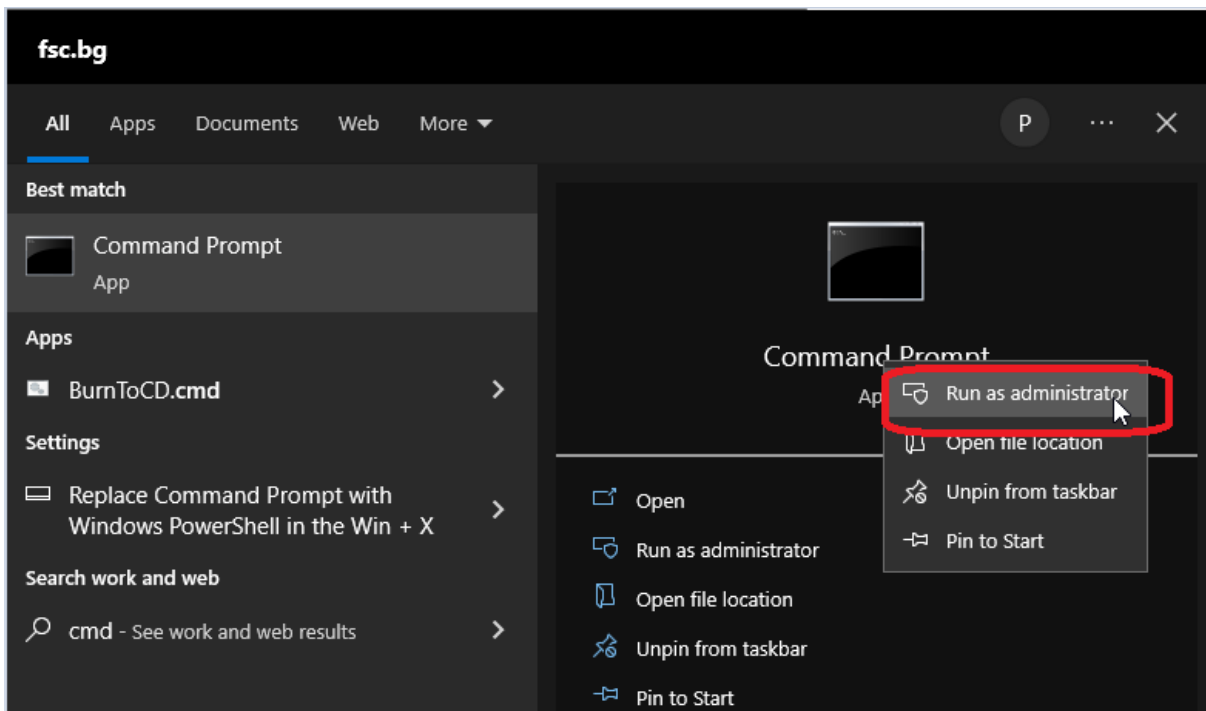 fsc.bg
All Apps Documents Web More P ...
Best match
Command Prompt
App
Apps
BurnToCD.cmd
Settings
Replace Command Prompt with
Windows PowerShell in the Win + X
Search work and web
cmd - See work and web results
Command Prompt
Ap
Run as administrator
Open file location
Unpin from taskbar
Pin to Start
Open
Run as administrator
Open file location
Unpin from taskbar
Pin to Start